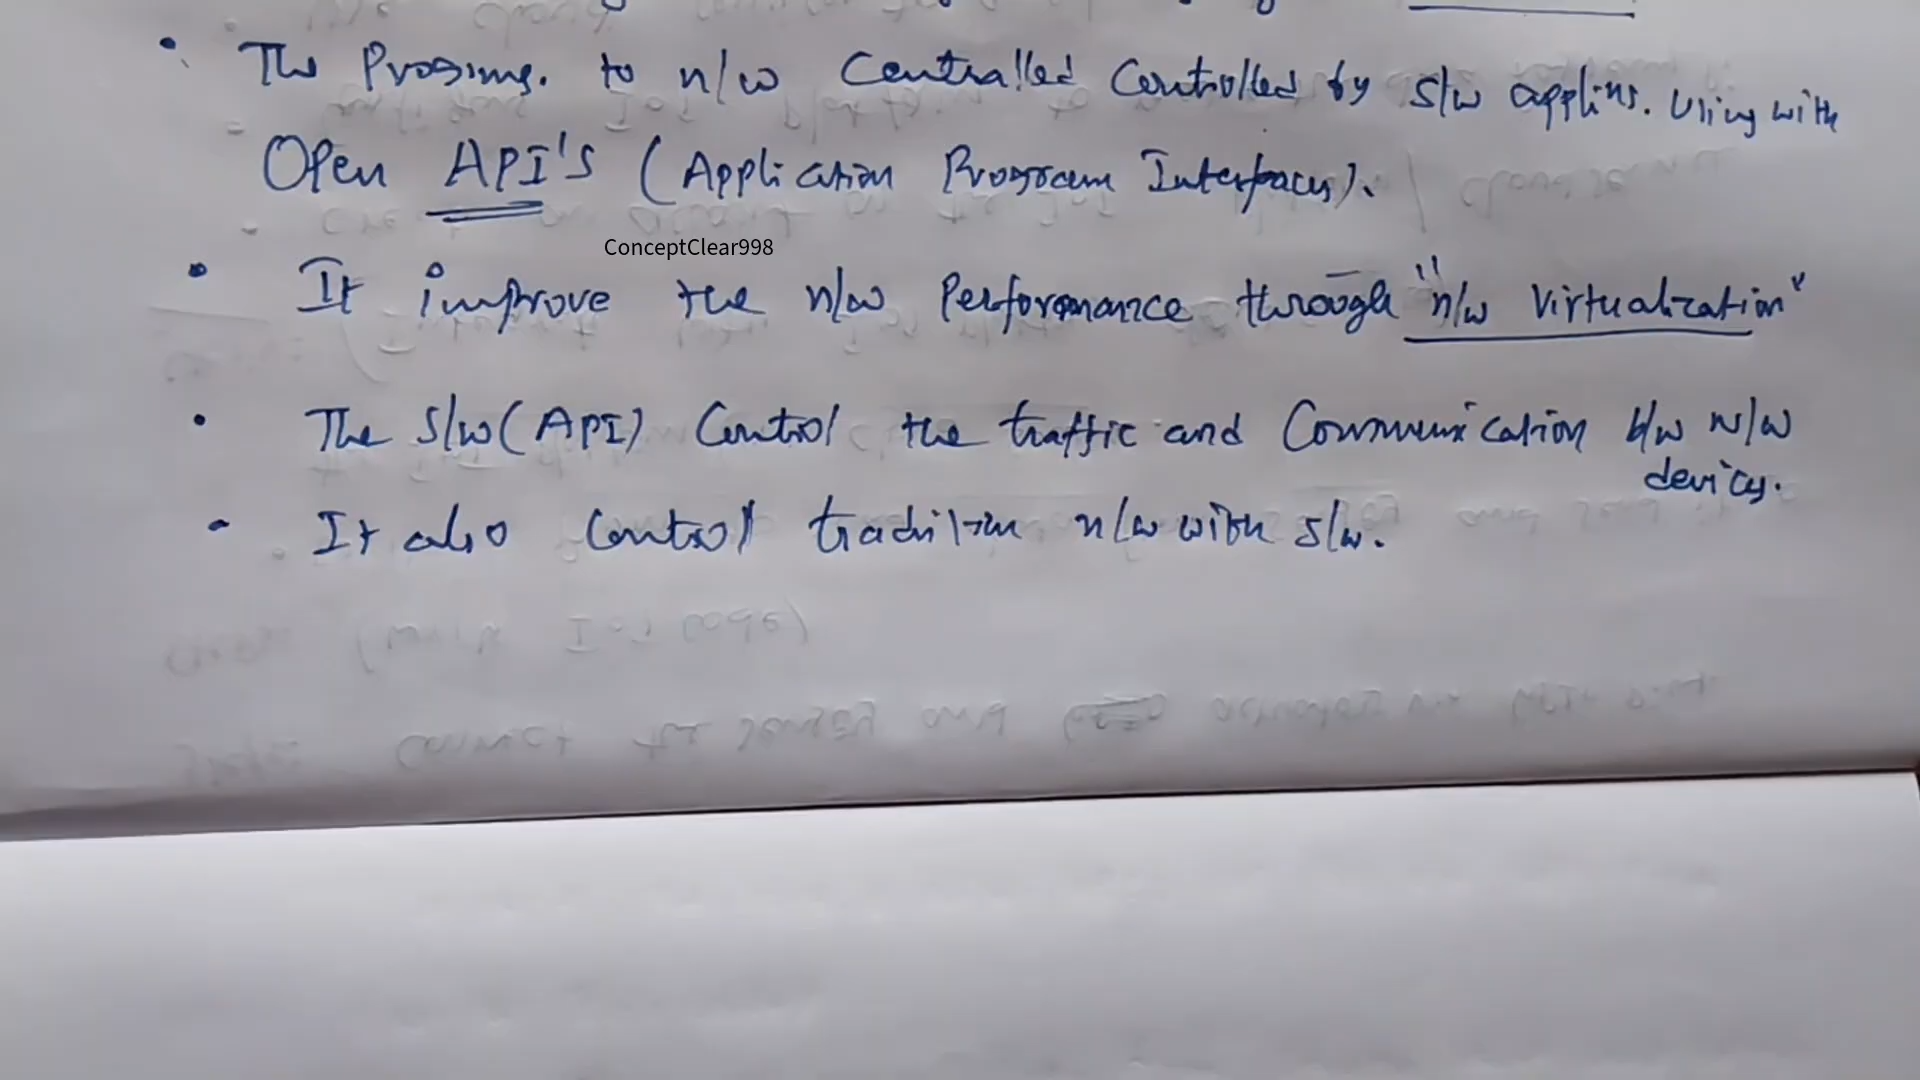 • The Progrmg. to n/w Centralled Controlled by s/w applins. Using with
Open API's (Application Program Interfaces).
ConceptClear998
• It improve the n/w Performance through "n/w Virtualization"
• The S/w (API) Control the traffic and Communication b/w N/w
devices.
• It also Control tradition n/w with s/w.